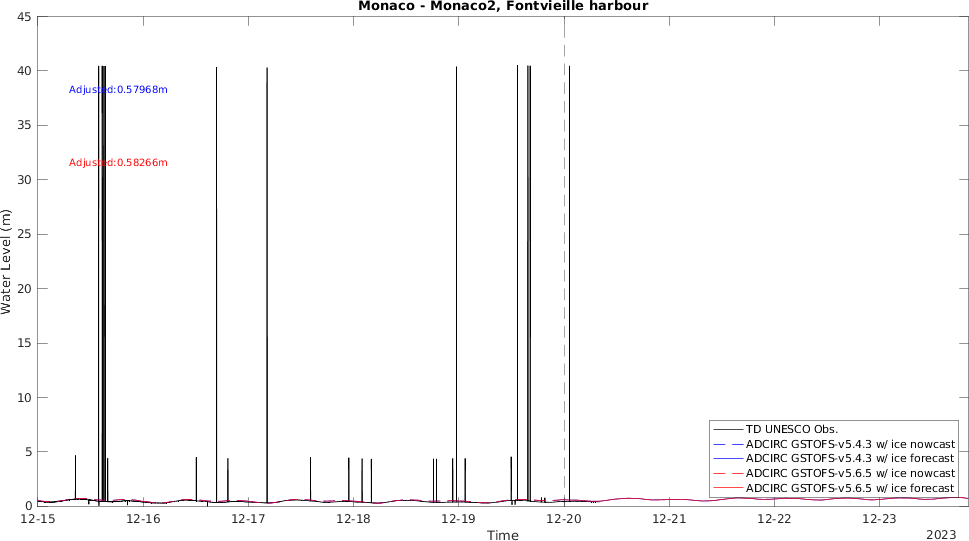 Monaco - Monaco2, Fontvieille harbour
45
40
35
30
25
20
15
10
5
0
Water Level (m)
Adjusted:0.57968m
Adjusted:0.58266m
TD UNESCO Obs.
ADCIRC GSTOFS-v5.4.3 w/ ice nowcast
ADCIRC GSTOFS-v5.4.3 w/ ice forecast
ADCIRC GSTOFS-v5.6.5 w/ ice nowcast
ADCIRC GSTOFS-v5.6.5 w/ ice forecast
12-15 12-16 12-17 12-18 12-19 12-20 12-21 12-22 12-23
Time
2023